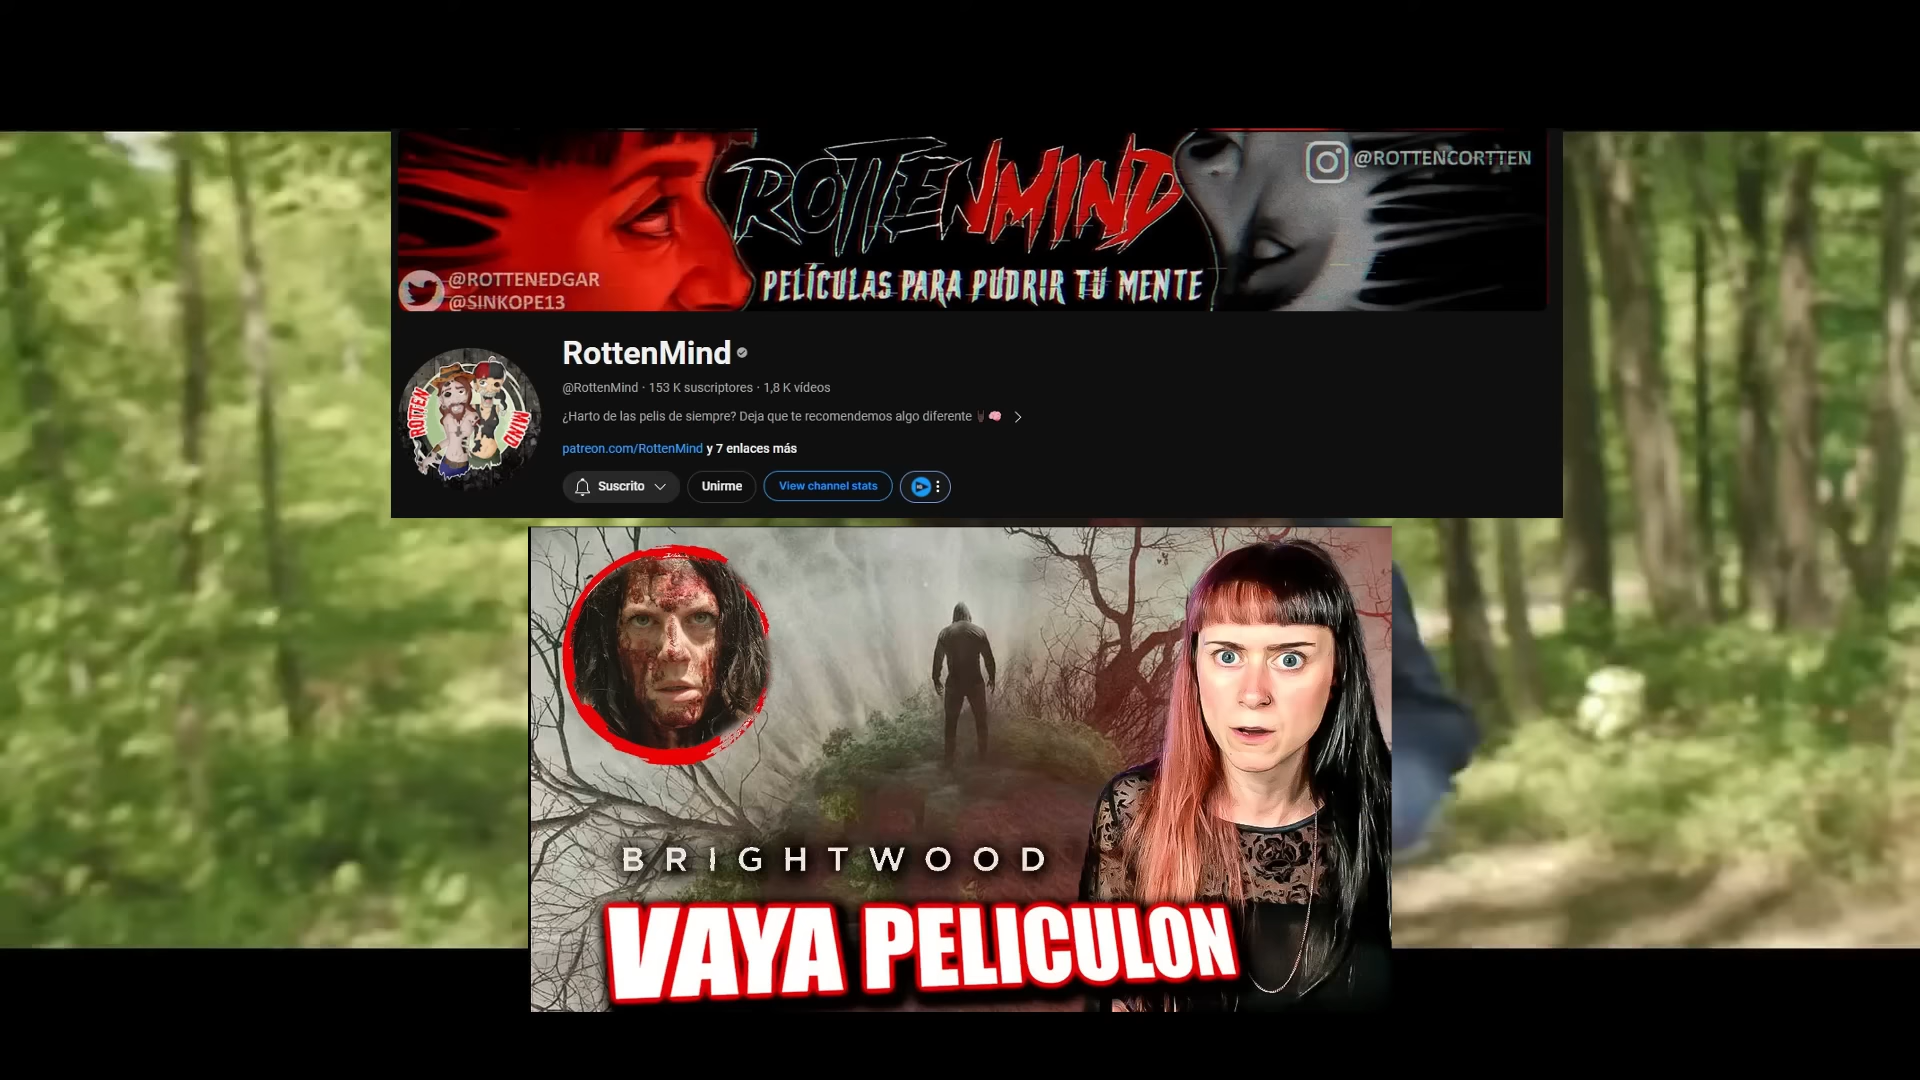 ROTTENMIND
@ROTTENCORTTEN
@ROTTENEDGAR
@SINKOPE13
PELÍCULAS PARA PUDRIR TU MENTE
RottenMind
@RottenMind · 153 K suscriptores · 1,8 K vídeos
¿Harto de las pelis de siempre? Deja que te recomendemos algo diferente
patreon.com/RottenMind y 7 enlaces más
Suscrito
Unirme
View channel stats
ROTTEN
MIND
BRIGHTWOOD
VAYA PELICULON